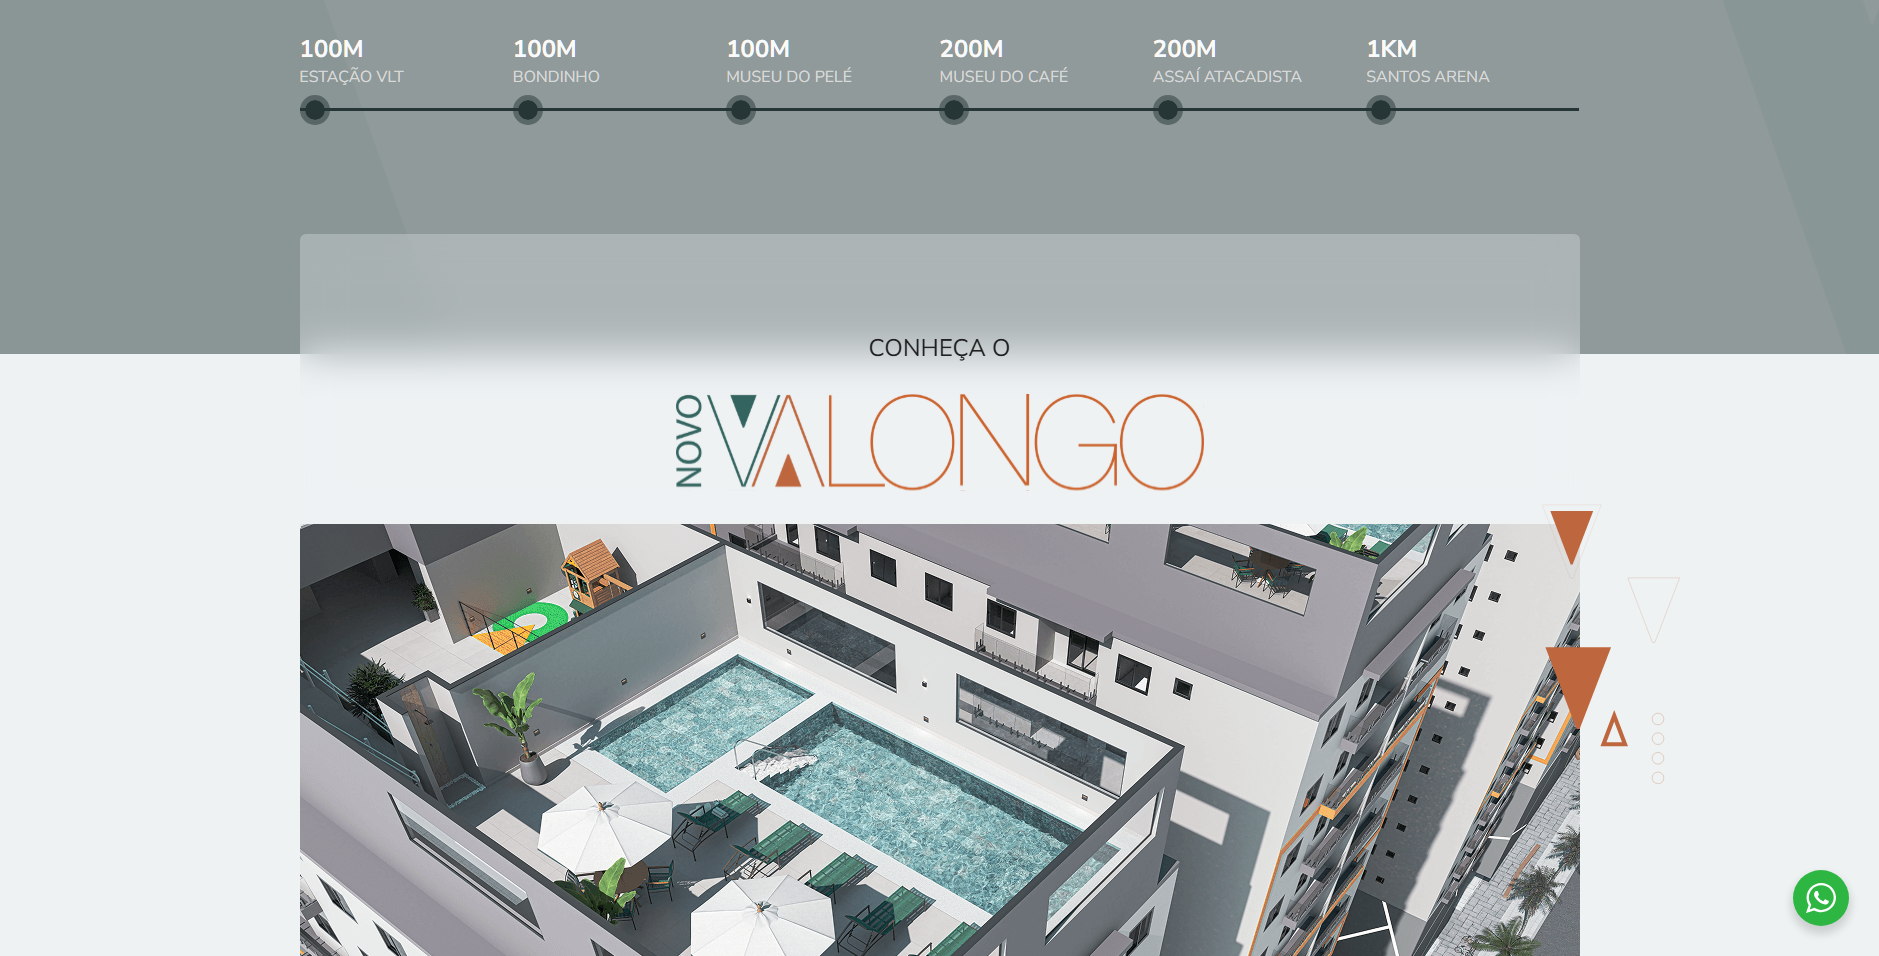 100M
ESTAÇÃO VLT
100M
BONDINHO
100M
MUSEU DO PELÉ
200M
MUSEU DO CAFÉ
200M
ASSAÍ ATACADISTA
1KM
SANTOS ARENA
CONHEÇA O
NOVO
VALONGO